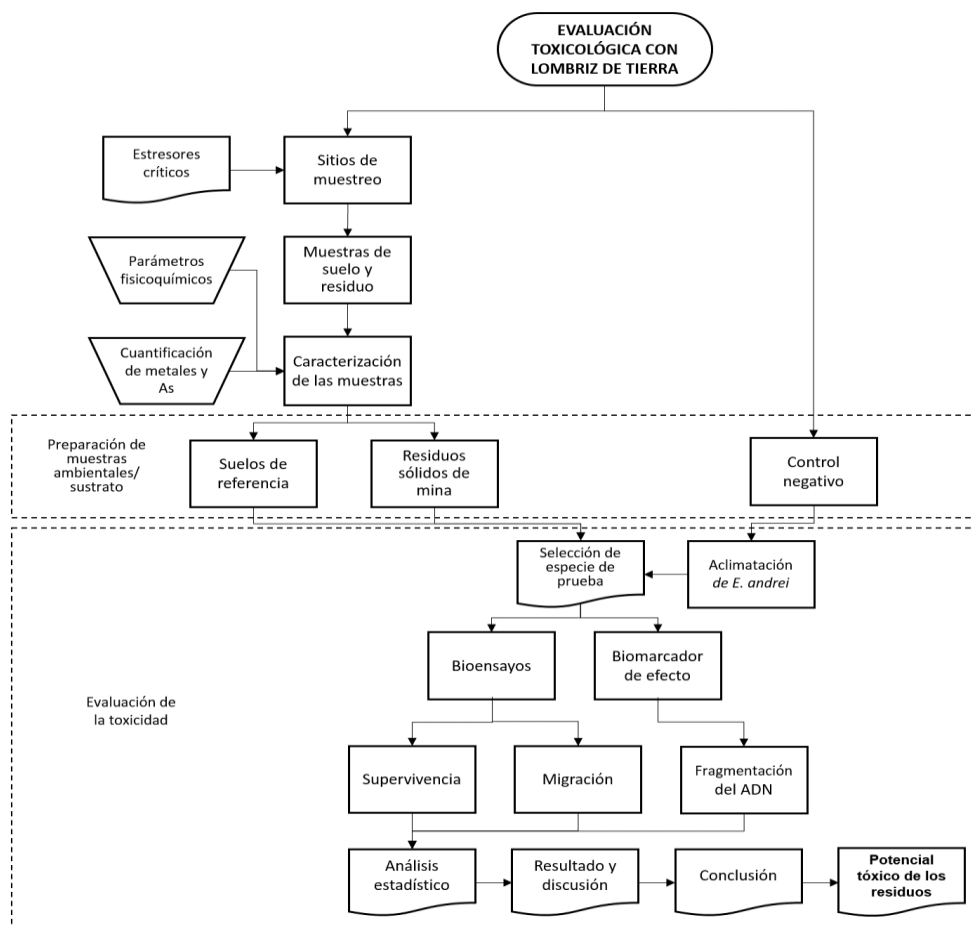 EVALUACIÓN
TOXICOLÓGICA CON
LOMBRIZ DE TIERRA
Estresores
críticos
Sitios de
muestreo
Parámetros
fisicoquímicos
Muestras de
suelo y
residuo
Cuantificación
de metales y
As
Caracterización
de las muestras
Preparación de
muestras
ambientales/
sustrato
Suelos de
referencia
Residuos
sólidos de
mina
Control
negativo
Selección de
especie de
prueba
Aclimatación
de E. andrei
Evaluación de
la toxicidad
Bioensayos
Biomarcador
de efecto
Supervivencia
Migración
Fragmentación
del ADN
Análisis
estadístico
Resultado y
discusión
Conclusión
Potencial
tóxico de los
residuos